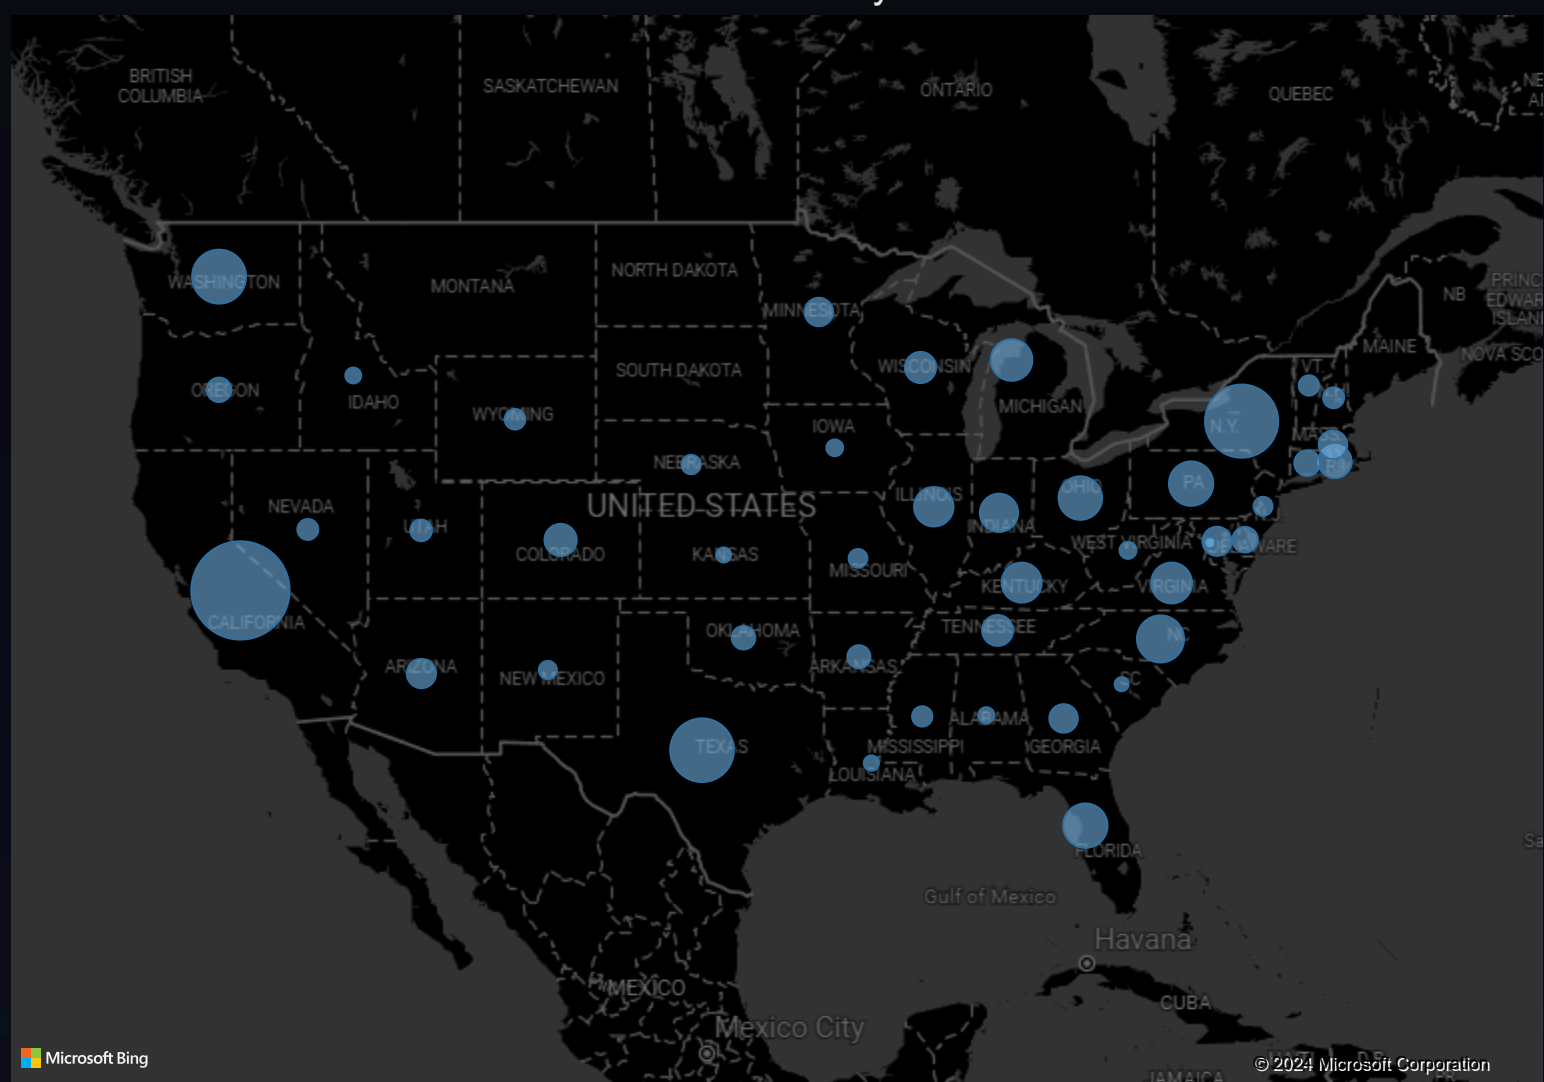 BRITISH
COLUMBIA
SASKATCHEWAN
ONTARIO
QUEBEC
NE
WASHINGTON
MONTANA
NORTH DAKOTA
MINNESOTA
NB
PRINC
EDWAR
ISLAN
OREGON
IDAHO
SOUTH DAKOTA
WISCONSIN
MAINE
NOVA SCO
VT.
WYOMING
IOWA
MICHIGAN
N.Y.
MASS.
NEBRASKA
R.I.
NEVADA
UNITED STATES
ILLINOIS
OHIO
PA
UTAH
COLORADO
KANSAS
MISSOURI
INDIANA
WEST VIRGINIA
DELAWARE
KENTUCKY
VIRGINIA
CALIFORNIA
OKLAHOMA
TENNESSEE
NC
ARIZONA
NEW MEXICO
ARKANSAS
SC
TEXAS
MISSISSIPPI
ALABAMA
GEORGIA
LOUISIANA
FLORIDA
Sa
Gulf of Mexico
Havana
MEXICO
CUBA
Mexico City
Microsoft Bing
© 2024 Microsoft Corporation
JAMAICA